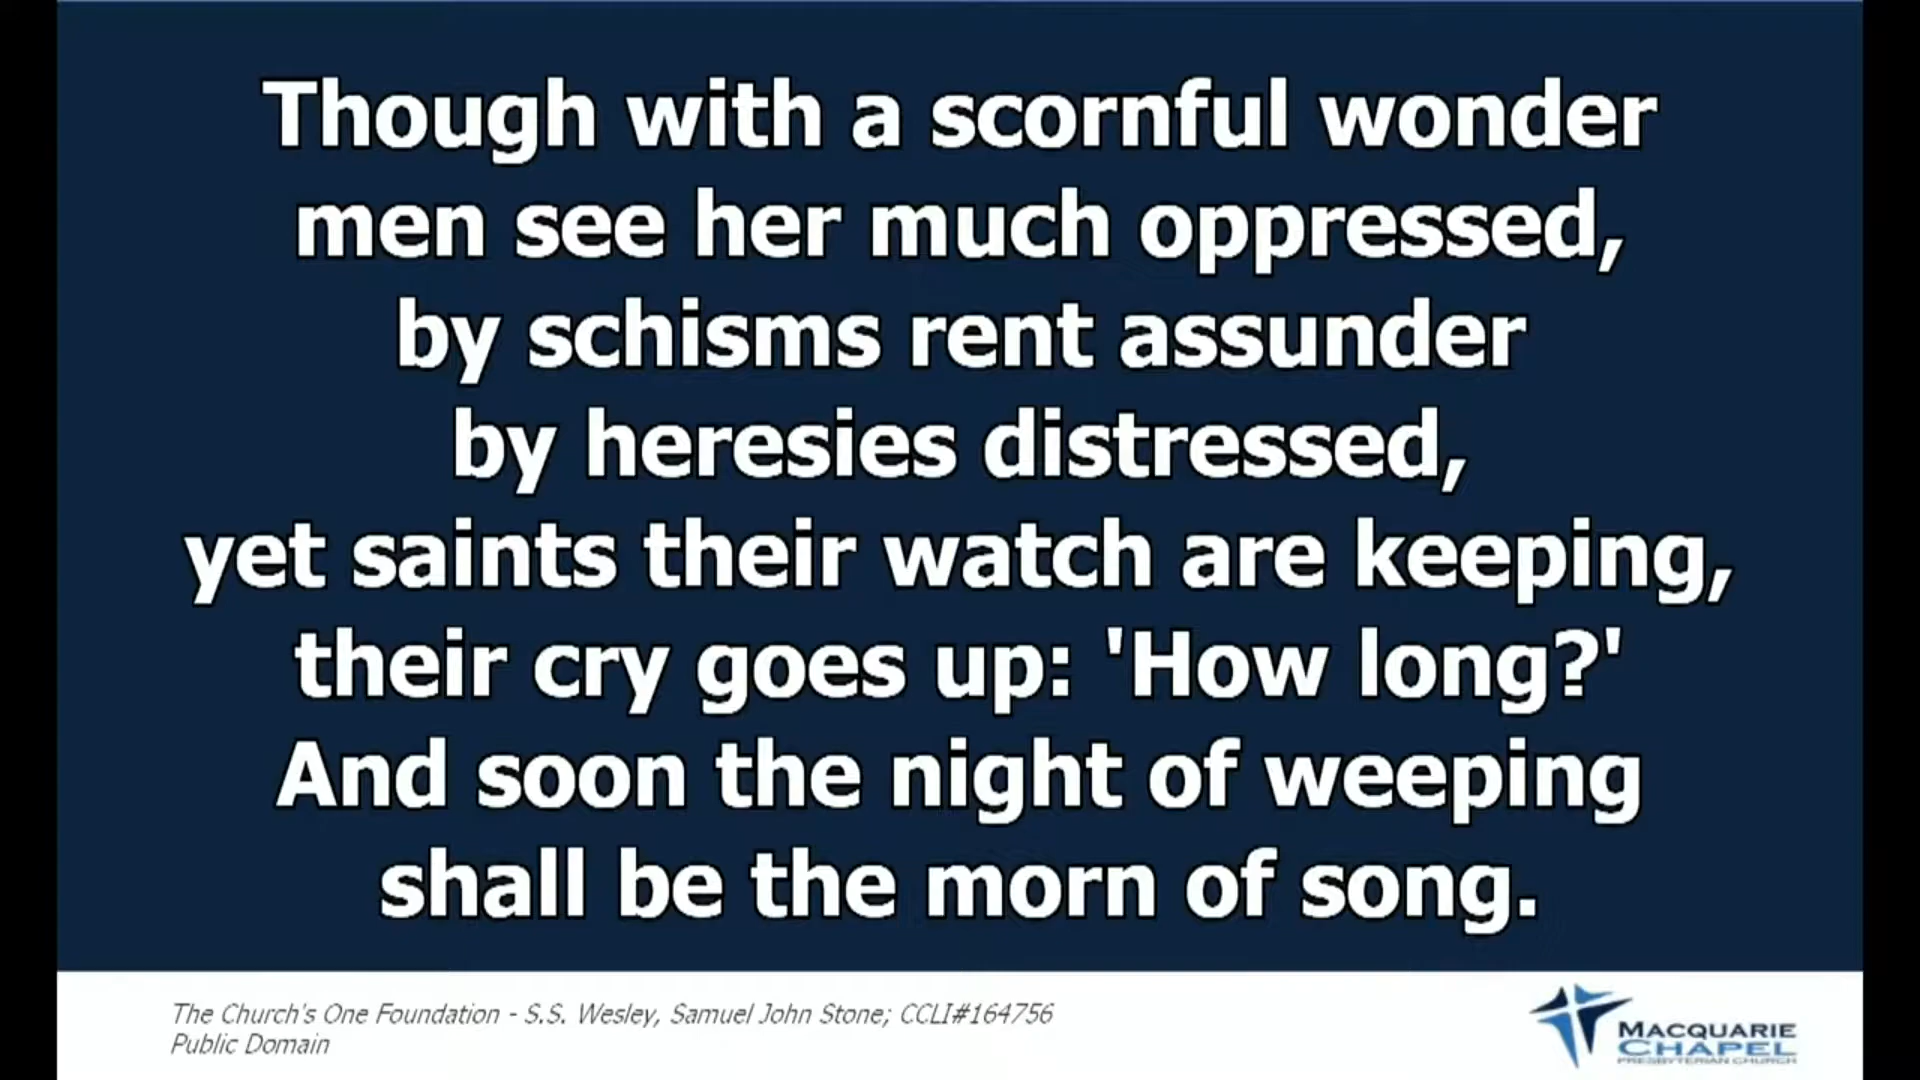 Though with a scornful wonder
men see her much oppressed,
by schisms rent assunder
by heresies distressed,
yet saints their watch are keeping,
their cry goes up: 'How long?'
And soon the night of weeping
shall be the morn of song.
The Church's One Foundation - S.S. Wesley, Samuel John Stone; CCLI#164756
Public Domain
MACQUARIE
CHAPEL
PRESBYTERIAN CHURCH